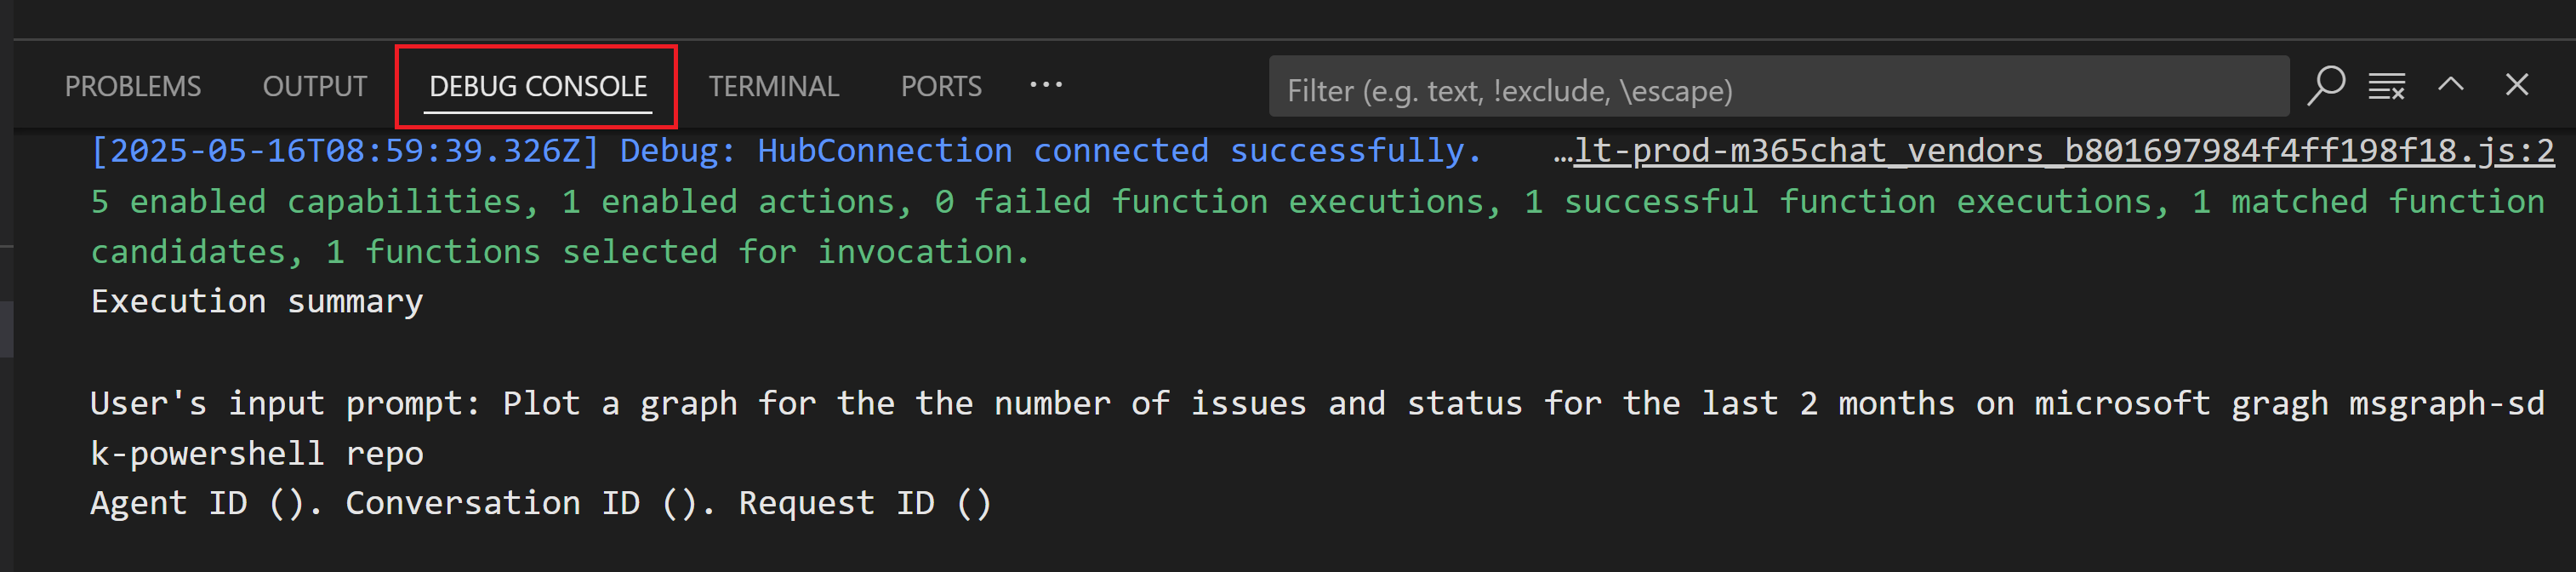 PROBLEMS OUTPUT DEBUG CONSOLE TERMINAL PORTS ··· Filter (e.g. text, !exclude, \escape)
[2025-05-16T08:59:39.326Z] Debug: HubConnection connected successfully. …lt-prod-m365chat_vendors_b801697984f4ff198f18.js:2
5 enabled capabilities, 1 enabled actions, 0 failed function executions, 1 successful function executions, 1 matched function
candidates, 1 functions selected for invocation.
Execution summary
User's input prompt: Plot a graph for the the number of issues and status for the last 2 months on microsoft gragh msgraph-sd
k-powershell repo
Agent ID (). Conversation ID (). Request ID ()